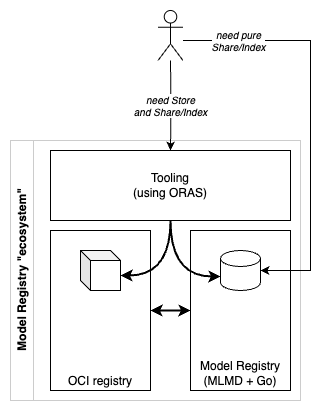 need pure
Share/Index
need Store
and Share/Index
Model Registry "ecosystem"
Tooling
(using ORAS)
OCI registry
Model Registry
(MLMD + Go)